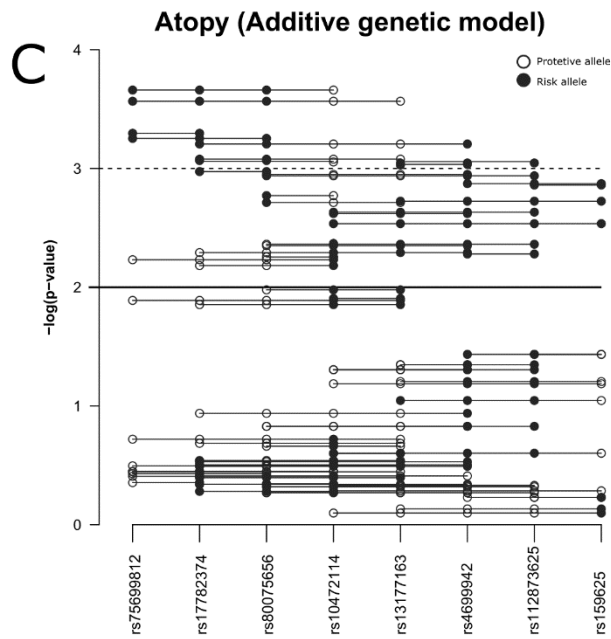 Atopy (Additive genetic model)
C
Protetive allele
Risk allele
4
3
2
1
0
−log(p−value)
rs75699812
rs17782374
rs80075656
rs10472114
rs13177163
rs4699942
rs112873625
rs159625